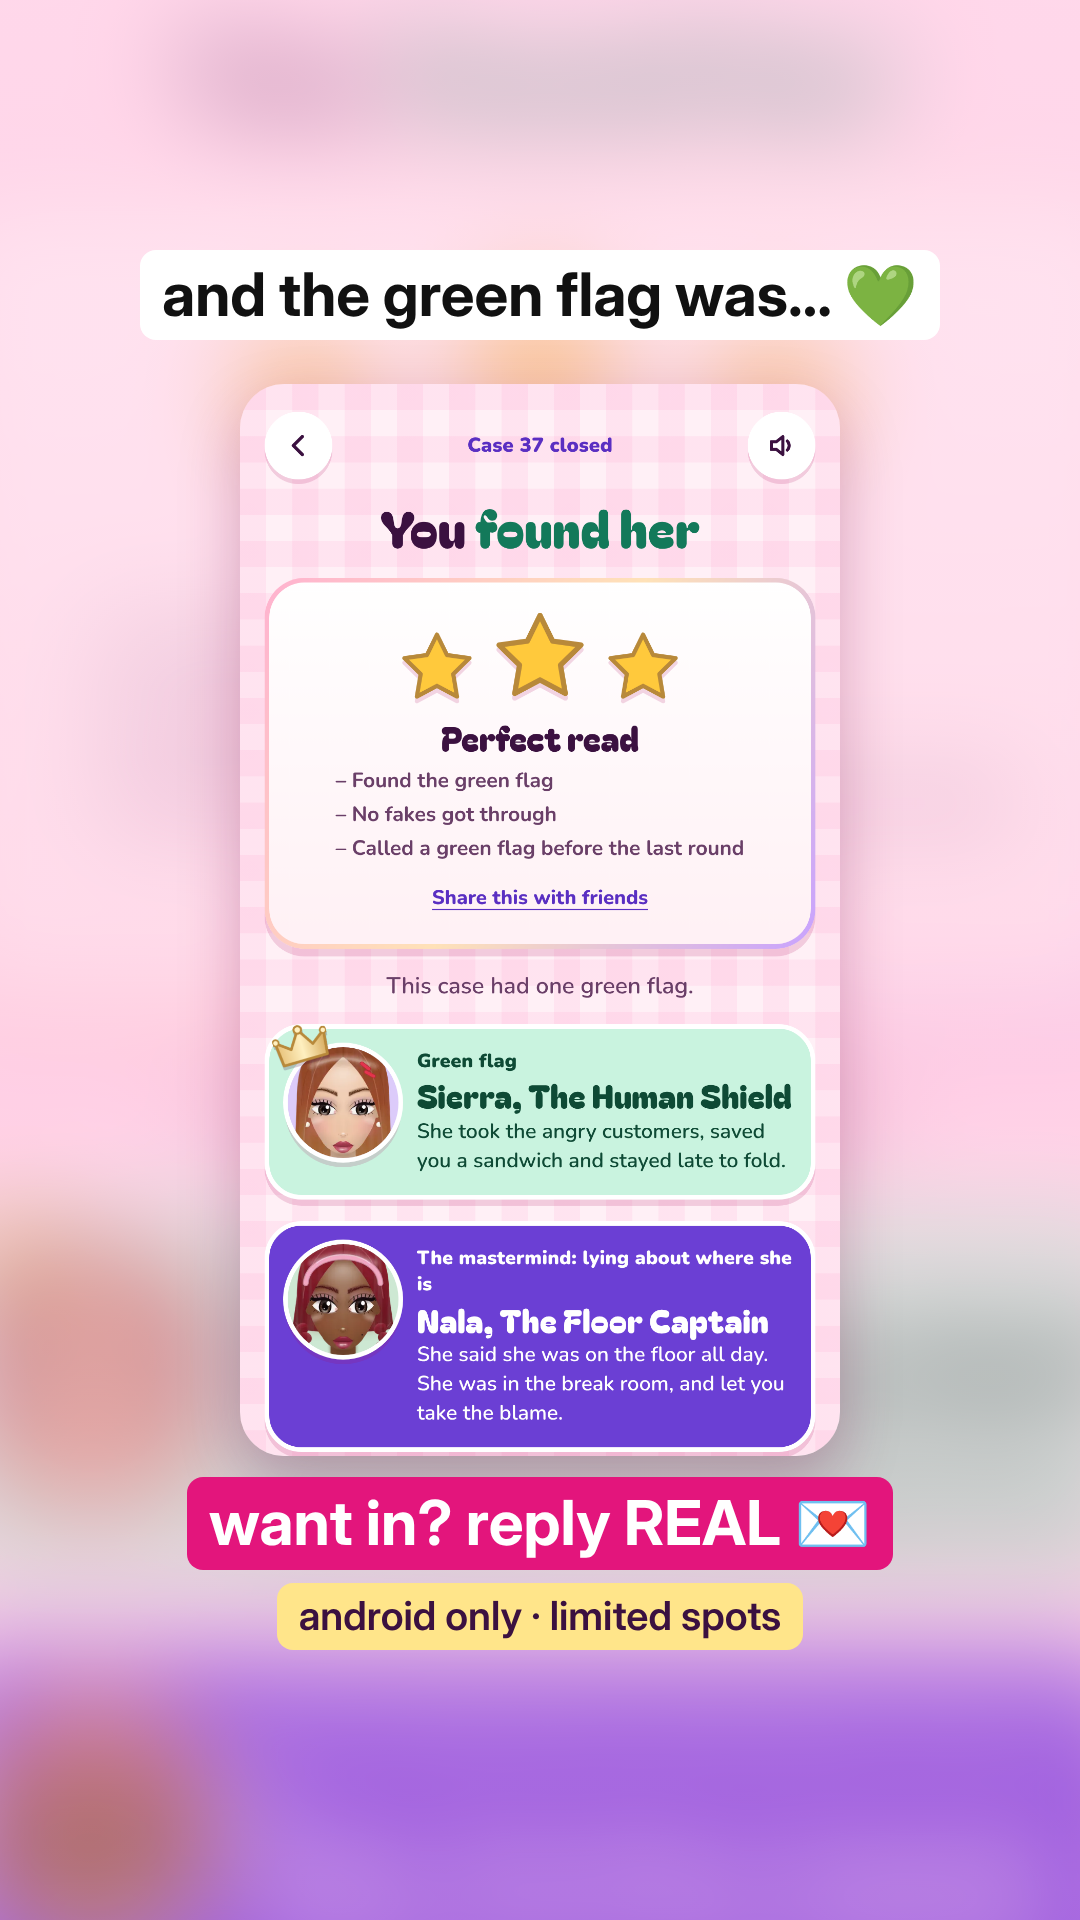 and the green flag was... 💚
Case 37 closed
You found her
Perfect read
– Found the green flag
– No fakes got through
– Called a green flag before the last round
Share this with friends
This case had one green flag.
Green flag
Sierra, The Human Shield
She took the angry customers, saved
you a sandwich and stayed late to fold.
The mastermind: lying about where she
is
Nala, The Floor Captain
She said she was on the floor all day.
She was in the break room, and let you
take the blame.
want in? reply REAL 💌
android only · limited spots